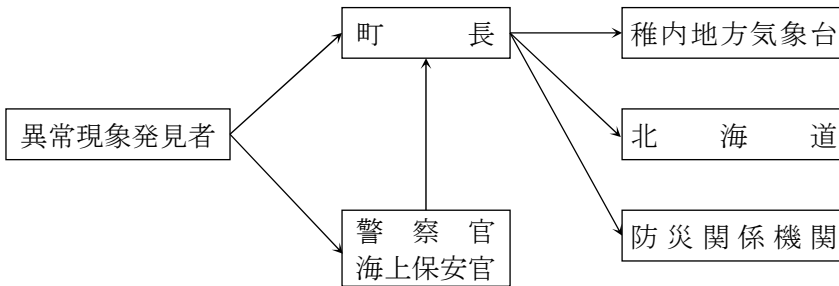 町長
稚内地方気象台
異常現象発見者
北海道
警察官
海上保安官
防災関係機関